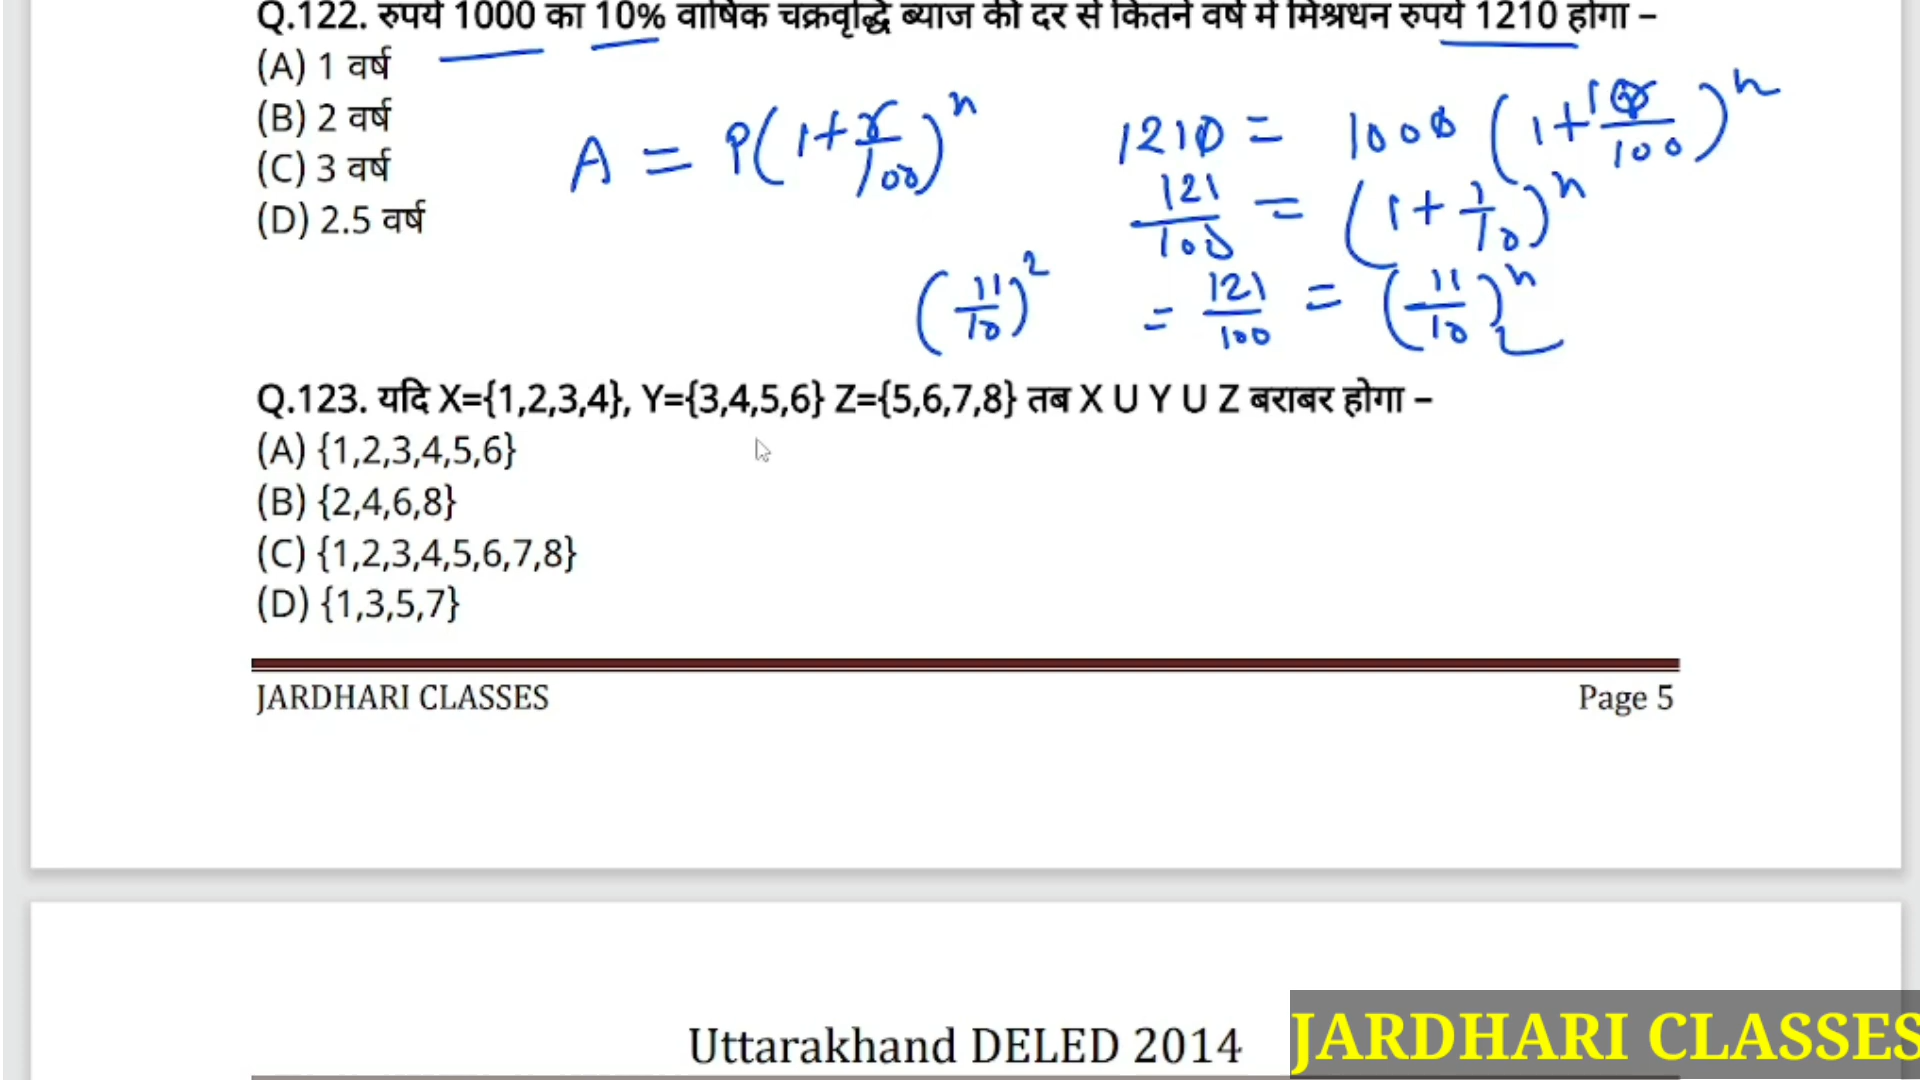 Q.122. रुपये 1000 का 10% वार्षिक चक्रवृद्धि ब्याज की दर से कितने वर्ष में मिश्रधन रुपये 1210 होगा –
(A) 1 वर्ष
(B) 2 वर्ष
(C) 3 वर्ष
(D) 2.5 वर्ष
A = P(1+r/100)^n
1210 = 1000 (1+10/100)^n
121/100 = (1+1/10)^n
(11/10)^2 = 121/100 = (11/10)^n
Q.123. यदि X={1,2,3,4}, Y={3,4,5,6} Z={5,6,7,8} तब X U Y U Z बराबर होगा –
(A) {1,2,3,4,5,6}
(B) {2,4,6,8}
(C) {1,2,3,4,5,6,7,8}
(D) {1,3,5,7}
JARDHARI CLASSES Page 5
Uttarakhand DELED 2014
JARDHARI CLASSES